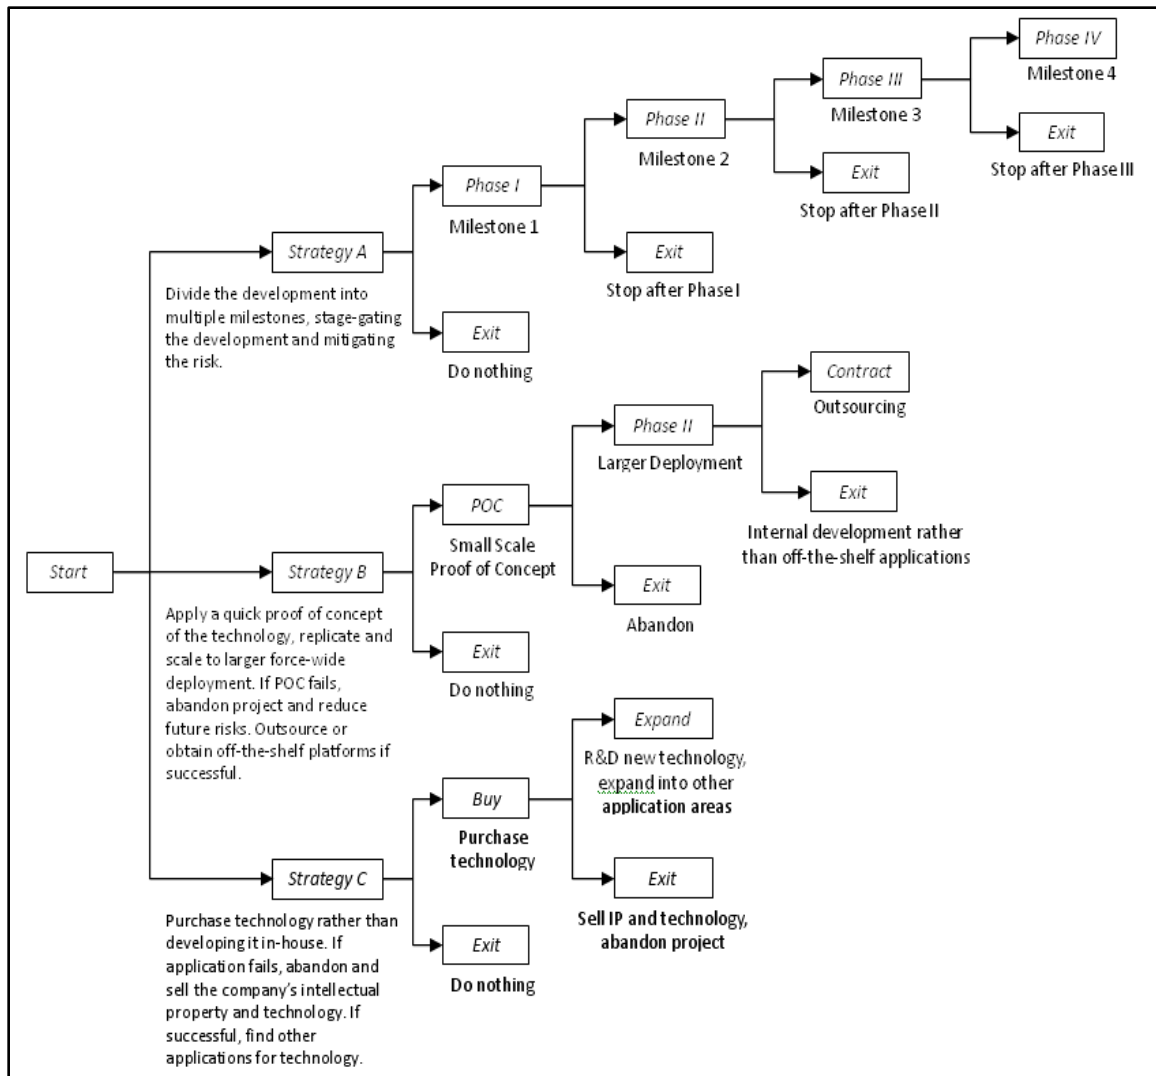 Phase IV
Milestone 4
Phase III
Milestone 3
Exit
Stop after Phase III
Phase II
Milestone 2
Exit
Stop after Phase II
Phase I
Milestone 1
Exit
Stop after Phase I
Strategy A
Divide the development into
multiple milestones, stage-gating
the development and mitigating
the risk.
Exit
Do nothing
Contract
Outsourcing
Phase II
Larger Deployment
Exit
Internal development rather
than off-the-shelf applications
POC
Small Scale
Proof of Concept
Exit
Abandon
Start
Strategy B
Apply a quick proof of concept
of the technology, replicate and
scale to larger force-wide
deployment. If POC fails,
abandon project and reduce
future risks. Outsource or
obtain off-the-shelf platforms if
successful.
Exit
Do nothing
Expand
R&D new technology,
expand into other
application areas
Buy
Purchase
technology
Exit
Sell IP and technology,
abandon project
Strategy C
Purchase technology rather than
developing it in-house. If
application fails, abandon and
sell the company's intellectual
property and technology. If
successful, find other
applications for technology.
Exit
Do nothing